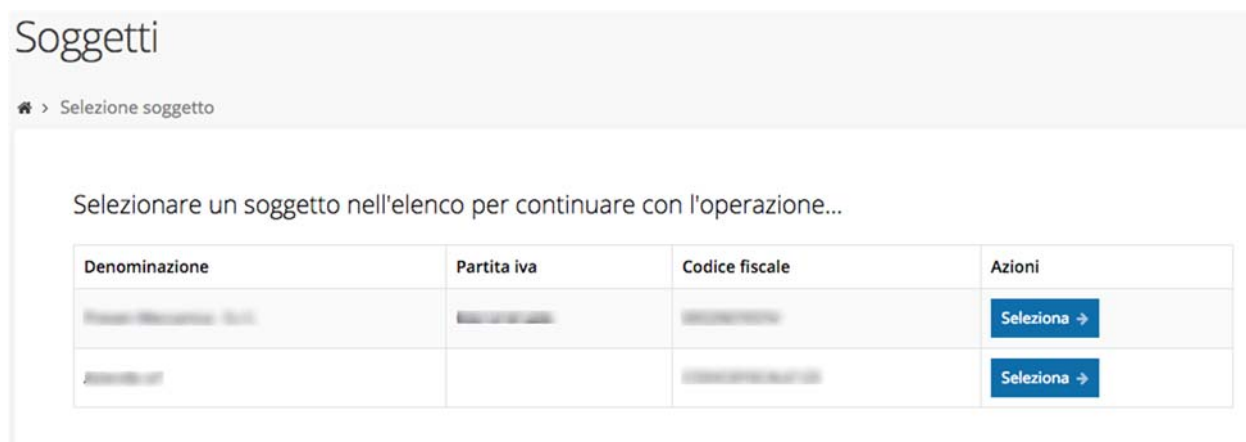 Soggetti
> Selezione soggetto
Selezionare un soggetto nell'elenco per continuare con l'operazione...
Denominazione Partita iva Codice fiscale Azioni
Seleziona →
Seleziona →